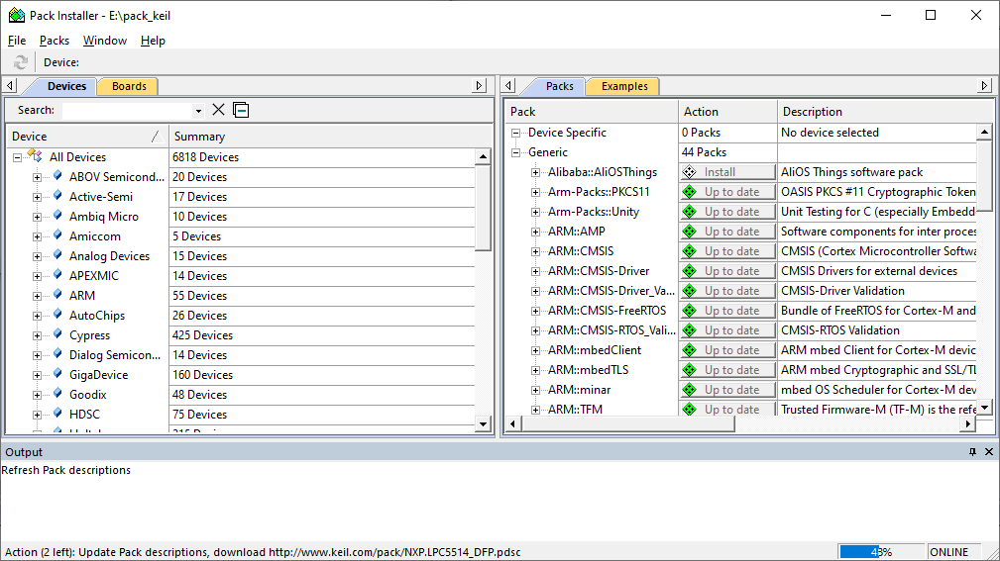 Pack Installer - E:\pack_keil
File Packs Window Help
Device:
Devices Boards
Search:
Device Summary
All Devices 6818 Devices
ABOV Semicond... 20 Devices
Active-Semi 17 Devices
Ambiq Micro 10 Devices
Amiccom 5 Devices
Analog Devices 15 Devices
APEXMIC 14 Devices
ARM 55 Devices
AutoChips 26 Devices
Cypress 425 Devices
Dialog Semicon... 14 Devices
GigaDevice 160 Devices
Goodix 48 Devices
HDSC 75 Devices
Packs Examples
Pack Action Description
Device Specific 0 Packs No device selected
Generic 44 Packs
Alibaba::AliOSThings Install AliOS Things software pack
Arm-Packs::PKCS11 Up to date OASIS PKCS #11 Cryptographic Token
Arm-Packs::Unity Up to date Unit Testing for C (especially Embedd
ARM::AMP Up to date Software components for inter proces
ARM::CMSIS Up to date CMSIS (Cortex Microcontroller Softwa
ARM::CMSIS-Driver Up to date CMSIS Drivers for external devices
ARM::CMSIS-Driver_Va... Up to date CMSIS-Driver Validation
ARM::CMSIS-FreeRTOS Up to date Bundle of FreeRTOS for Cortex-M and
ARM::CMSIS-RTOS_Vali... Up to date CMSIS-RTOS Validation
ARM::mbedClient Up to date ARM mbed Client for Cortex-M devic
ARM::mbedTLS Up to date ARM mbed Cryptographic and SSL/TL
ARM::minar Up to date mbed OS Scheduler for Cortex-M dev
ARM::TFM Up to date Trusted Firmware-M (TF-M) is the refe
Output
Refresh Pack descriptions
Action (2 left): Update Pack descriptions, download http://www.keil.com/pack/NXP.LPC5514_DFP.pdsc 43% ONLINE